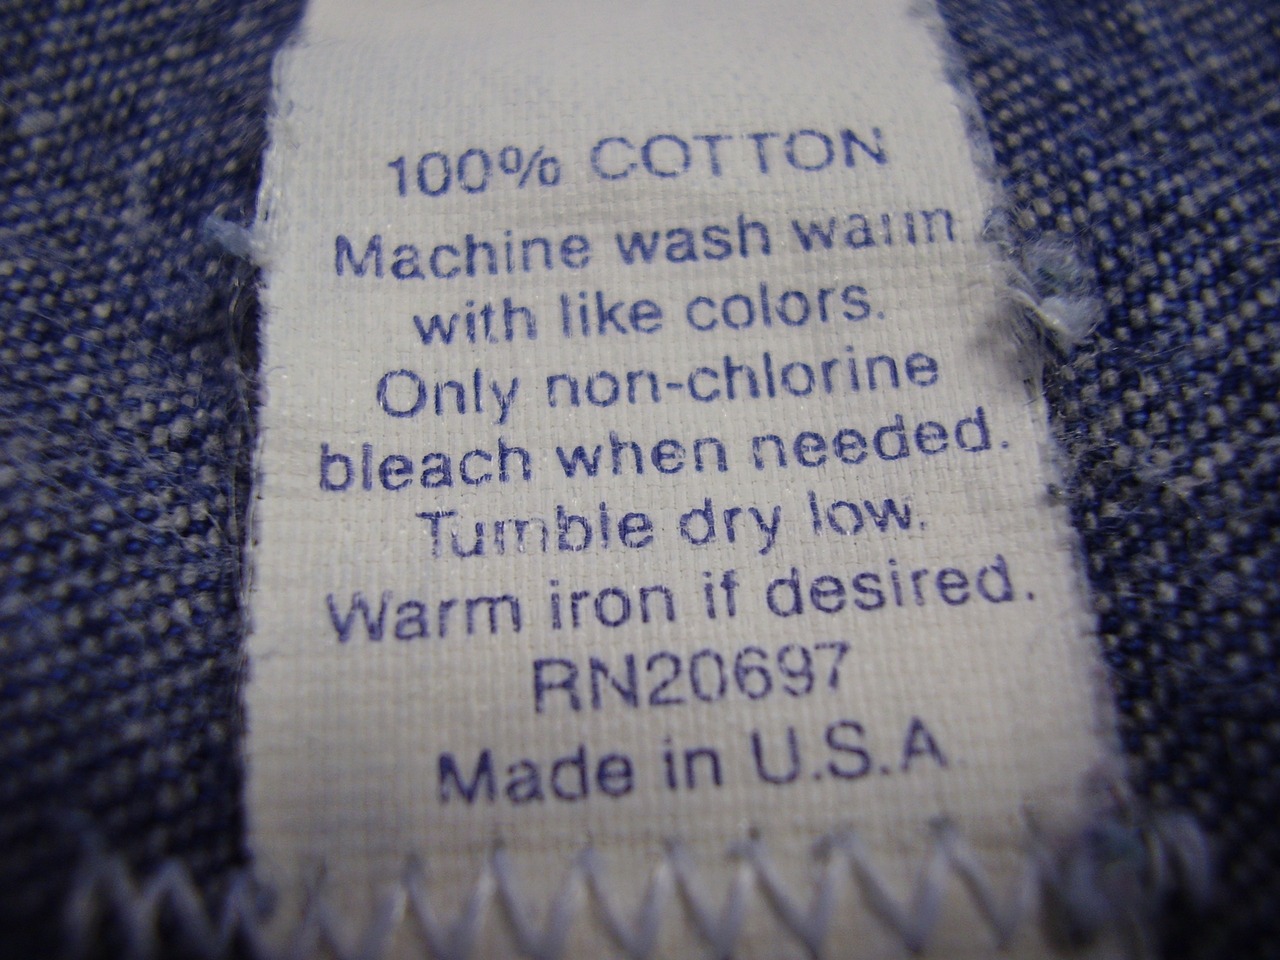 100% COTTON
Machine wash warm
with like colors.
Only non-chlorine
bleach when needed.
Tumble dry low.
Warm iron if desired.
RN20697
Made in U.S.A